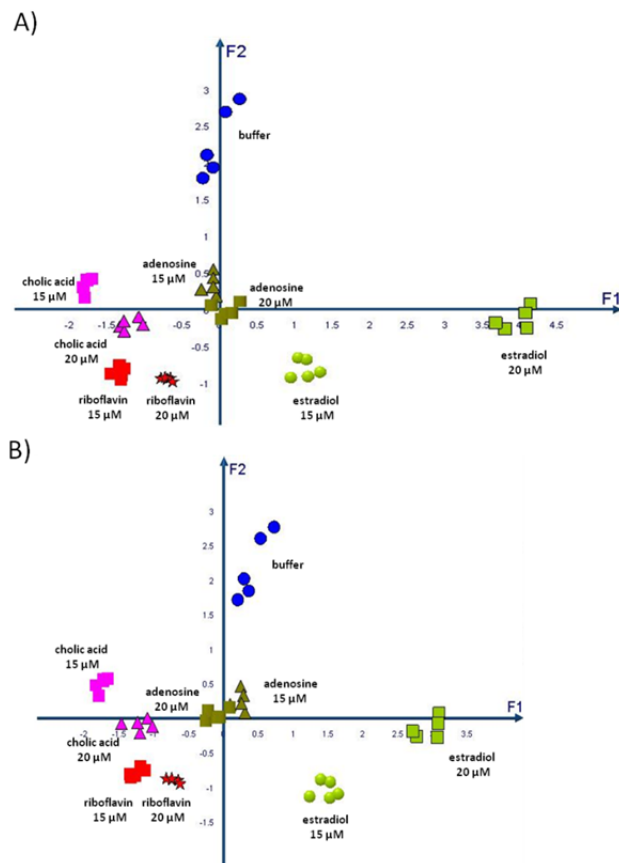 A)
F2
3
2.5
buffer
1.5
1
adenosine
15 µM
cholic acid
15 µM
0.5
adenosine
20 µM
0
F1
-2 -1.5 -1 -0.5 0.5 1 1.5 2 2.5 3 3.5 4 4.5
cholic acid
20 µM
-0.5
estradiol
20 µM
-1
riboflavin
15 µM
riboflavin
20 µM
estradiol
15 µM
B)
F2
3
2.5
buffer
2
1.5
1
cholic acid
15 µM
adenosine
20 µM
adenosine
15 µM
0.5
0
F1
-1.5 -1 -0.5 0.5 1 1.5 2 2.5 3 3.5
cholic acid
20 µM
-0.5
estradiol
20 µM
-1
riboflavin
15 µM
riboflavin
20 µM
estradiol
15 µM
-1.5